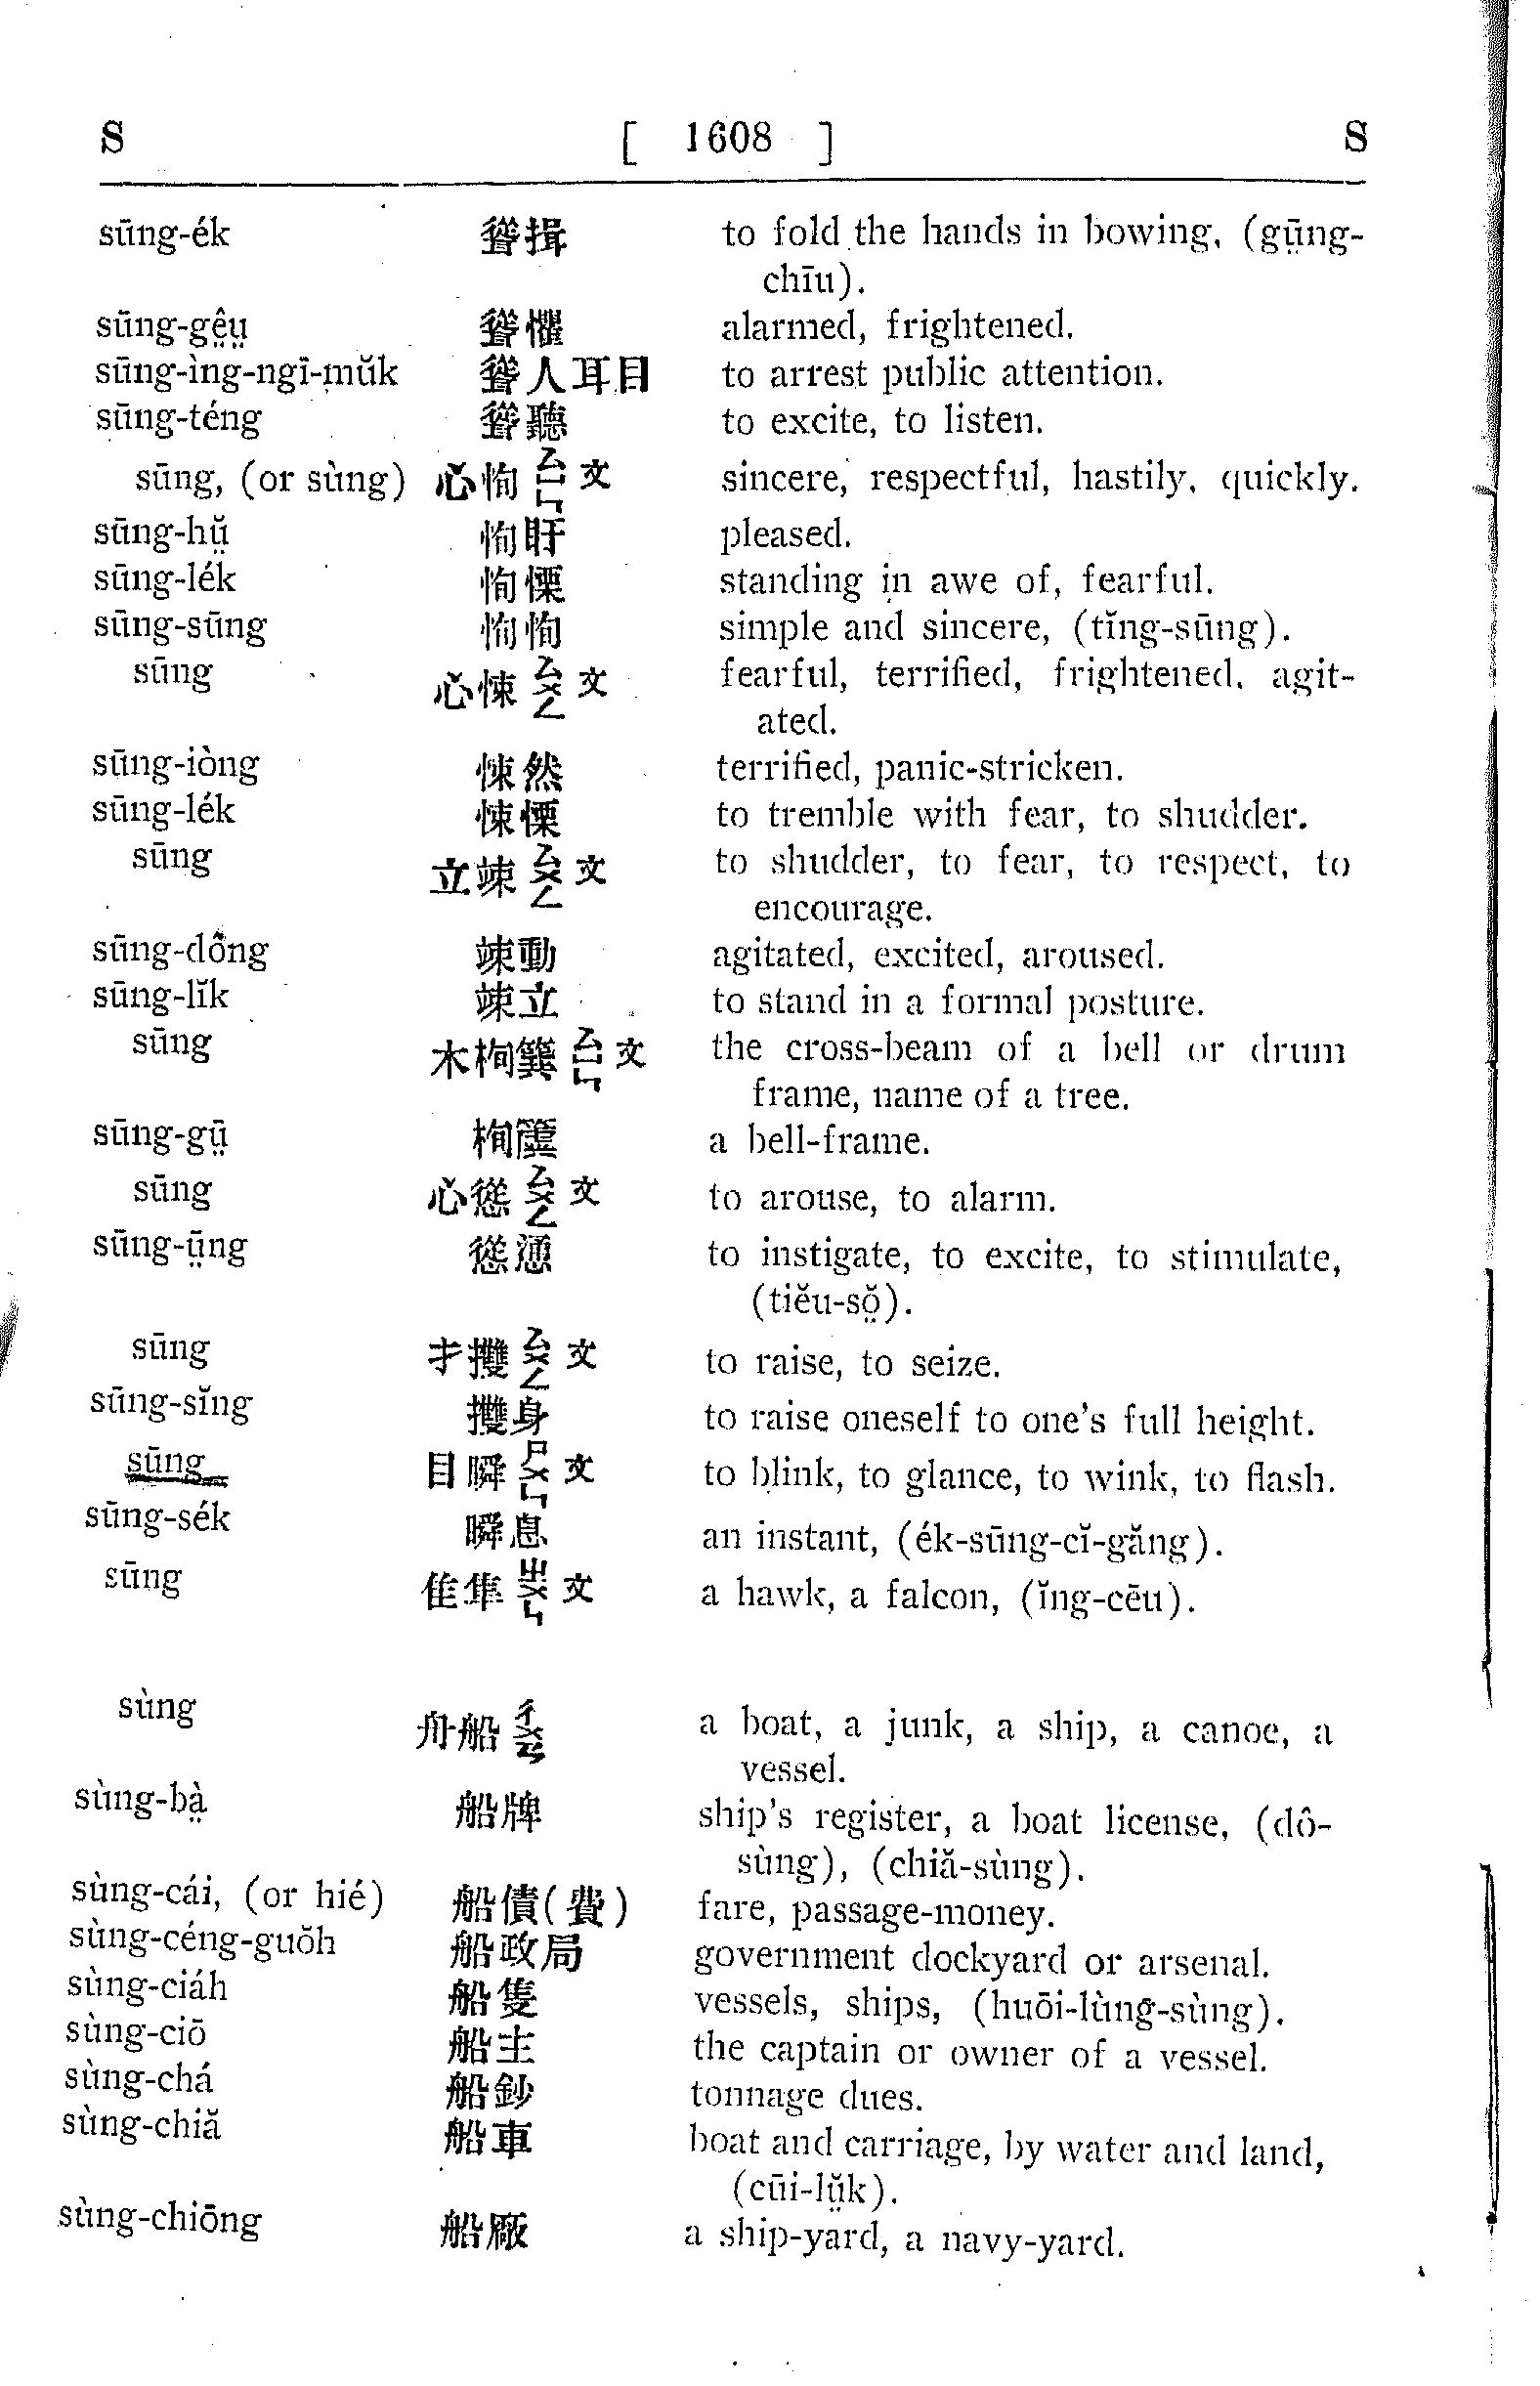 S [ 1608 ] S
sūng-ék 聳揖 to fold the hands in bowing, (gṳ̄ng-
chīu).
sūng-gê̤ṳ 聳懼 alarmed, frightened.
sūng-ìng-ngī-mŭk 聳人耳目 to arrest public attention.
sūng-téng 聳聽 to excite, to listen.
sūng, (or sùng) 心恂 ㄙㄩㄣ 文 sincere, respectful, hastily, quickly.
sūng-hṳ̆ 恂盱 pleased.
sūng-lék 恂慄 standing in awe of, fearful.
sūng-sūng 恂恂 simple and sincere, (tĭng-sūng).
sūng 心悚 ㄙㄨㄥ 文 fearful, terrified, frightened, agit-
ated.
sūng-iòng 悚然 terrified, panic-stricken.
sūng-lék 悚慄 to tremble with fear, to shudder.
sūng 立竦 ㄙㄨㄥ 文 to shudder, to fear, to respect, to
encourage.
sūng-dông 竦動 agitated, excited, aroused.
sūng-lĭk 竦立 to stand in a formal posture.
sūng 木栒簨 ㄙㄩㄣ 文 the cross-beam of a bell or drum
frame, name of a tree.
sūng-gṳ̄ 栒簴 a bell-frame.
sūng 心慫 ㄙㄨㄥ 文 to arouse, to alarm.
sūng-ṳ̄ng 慫慂 to instigate, to excite, to stimulate,
(tiĕu-sŏ̤).
sūng 才㩳 ㄙㄨㄥ 文 to raise, to seize.
sūng-sĭng 㩳身 to raise oneself to one's full height.
sūng 目瞬 ㄕㄨㄣ 文 to blink, to glance, to wink, to flash.
sūng-sék 瞬息 an instant, (ék-sūng-cĭ-găng).
sūng 隹隼 ㄓㄨㄣ 文 a hawk, a falcon, (ĭng-cēu).
sùng 舟船 ㄔㄨㄢ a boat, a junk, a ship, a canoe, a
vessel.
sùng-bà̤ 船牌 ship's register, a boat license, (dô-
sùng), (chiă-sùng).
sùng-cái, (or hié) 船債(費) fare, passage-money.
sùng-céng-guŏh 船政局 government dockyard or arsenal.
sùng-ciáh 船隻 vessels, ships, (huōi-lùng-sùng).
sùng-ciō 船主 the captain or owner of a vessel.
sùng-chá 船鈔 tonnage dues.
sùng-chiă 船車 boat and carriage, by water and land,
(cūi-lṳ̆k).
sùng-chiōng 船廠 a ship-yard, a navy-yard.